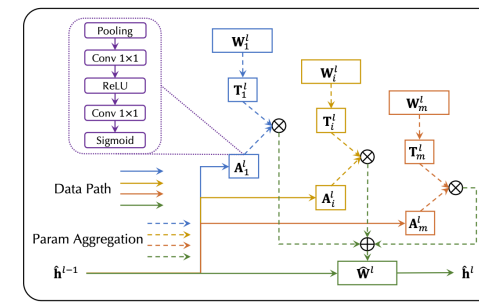 Pooling
Conv 1×1
ReLU
Conv 1×1
Sigmoid
W₁ˡ
T₁ˡ
A₁ˡ
Wᵢˡ
Tᵢˡ
Aᵢˡ
Wₘˡ
Tₘˡ
Aₘˡ
Data Path
Param Aggregation
ĥˡ⁻¹
Ŵˡ
ĥˡ